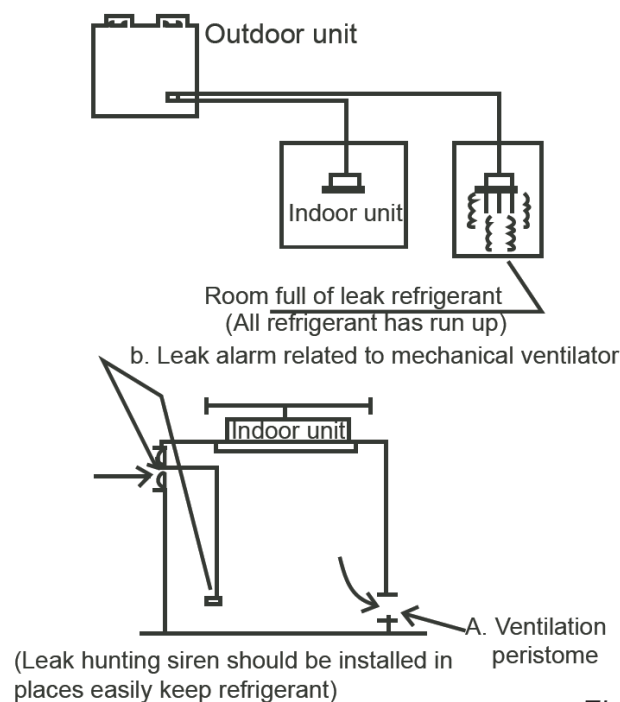 Outdoor unit
Indoor unit
Room full of leak refrigerant
(All refrigerant has run up)
b. Leak alarm related to mechanical ventilator
Indoor unit
A. Ventilation
peristome
(Leak hunting siren should be installed in
places easily keep refrigerant)